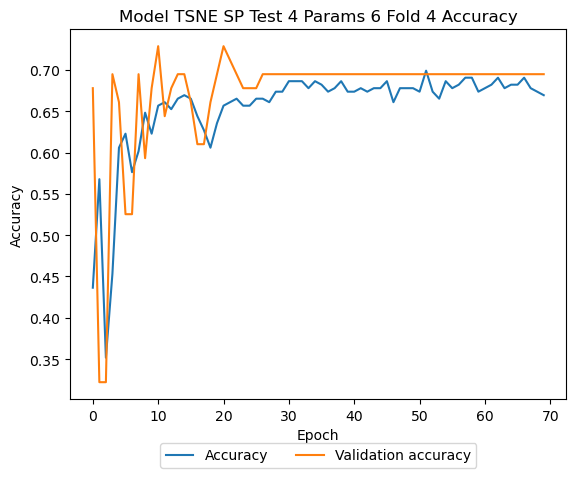 Model TSNE SP Test 4 Params 6 Fold 4 Accuracy
0.70
0.65
0.60
0.55
0.50
0.45
0.40
0.35
Accuracy
0 10 20 30 40 50 60 70
Epoch
Accuracy Validation accuracy